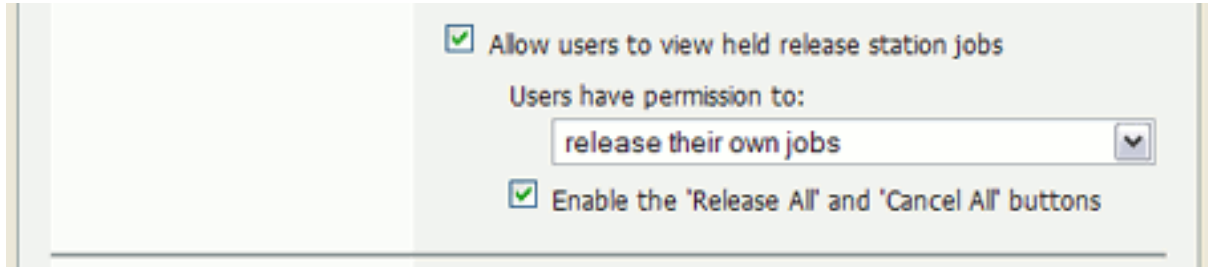 Allow users to view held release station jobs
Users have permission to:
release their own jobs
Enable the 'Release All' and 'Cancel All' buttons